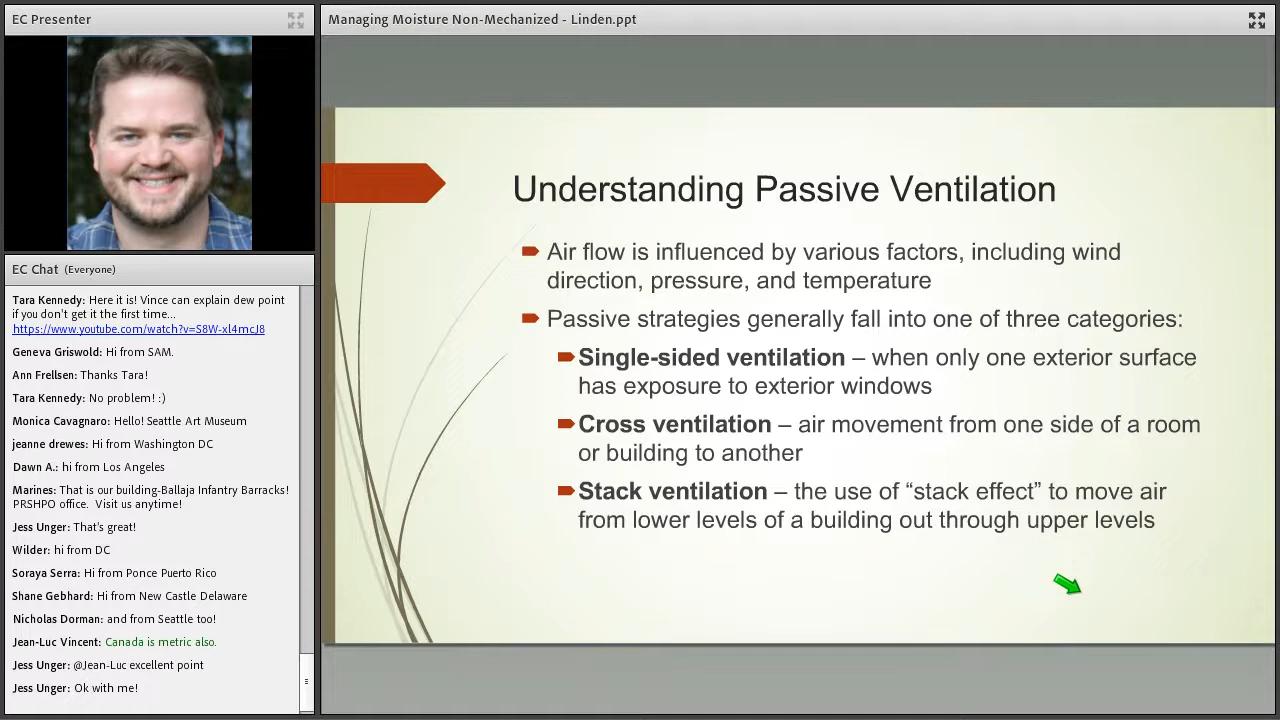 EC Presenter
Managing Moisture Non-Mechanized - Linden.ppt
EC Chat (Everyone)
Tara Kennedy: Here it is! Vince can explain dew point
if you don't get it the first time...
https://www.youtube.com/watch?v=S8W-xl4mcJ8
Geneva Griswold: Hi from SAM.
Ann Frellsen: Thanks Tara!
Tara Kennedy: No problem! :)
Monica Cavagnaro: Hello! Seattle Art Museum
jeanne drewes: Hi from Washington DC
Dawn A.: hi from Los Angeles
Marines: That is our building-Ballaja Infantry Barracks!
PRSHPO office.  Visit us anytime!
Jess Unger: That's great!
Wilder: hi from DC
Soraya Serra: Hi from Ponce Puerto Rico
Shane Gebhard: Hi from New Castle Delaware
Nicholas Dorman: and from Seattle too!
Jean-Luc Vincent: Canada is metric also.
Jess Unger: @Jean-Luc excellent point
Jess Unger: Ok with me!
Understanding Passive Ventilation
Air flow is influenced by various factors, including wind
direction, pressure, and temperature
Passive strategies generally fall into one of three categories:
Single-sided ventilation – when only one exterior surface
has exposure to exterior windows
Cross ventilation – air movement from one side of a room
or building to another
Stack ventilation – the use of “stack effect” to move air
from lower levels of a building out through upper levels